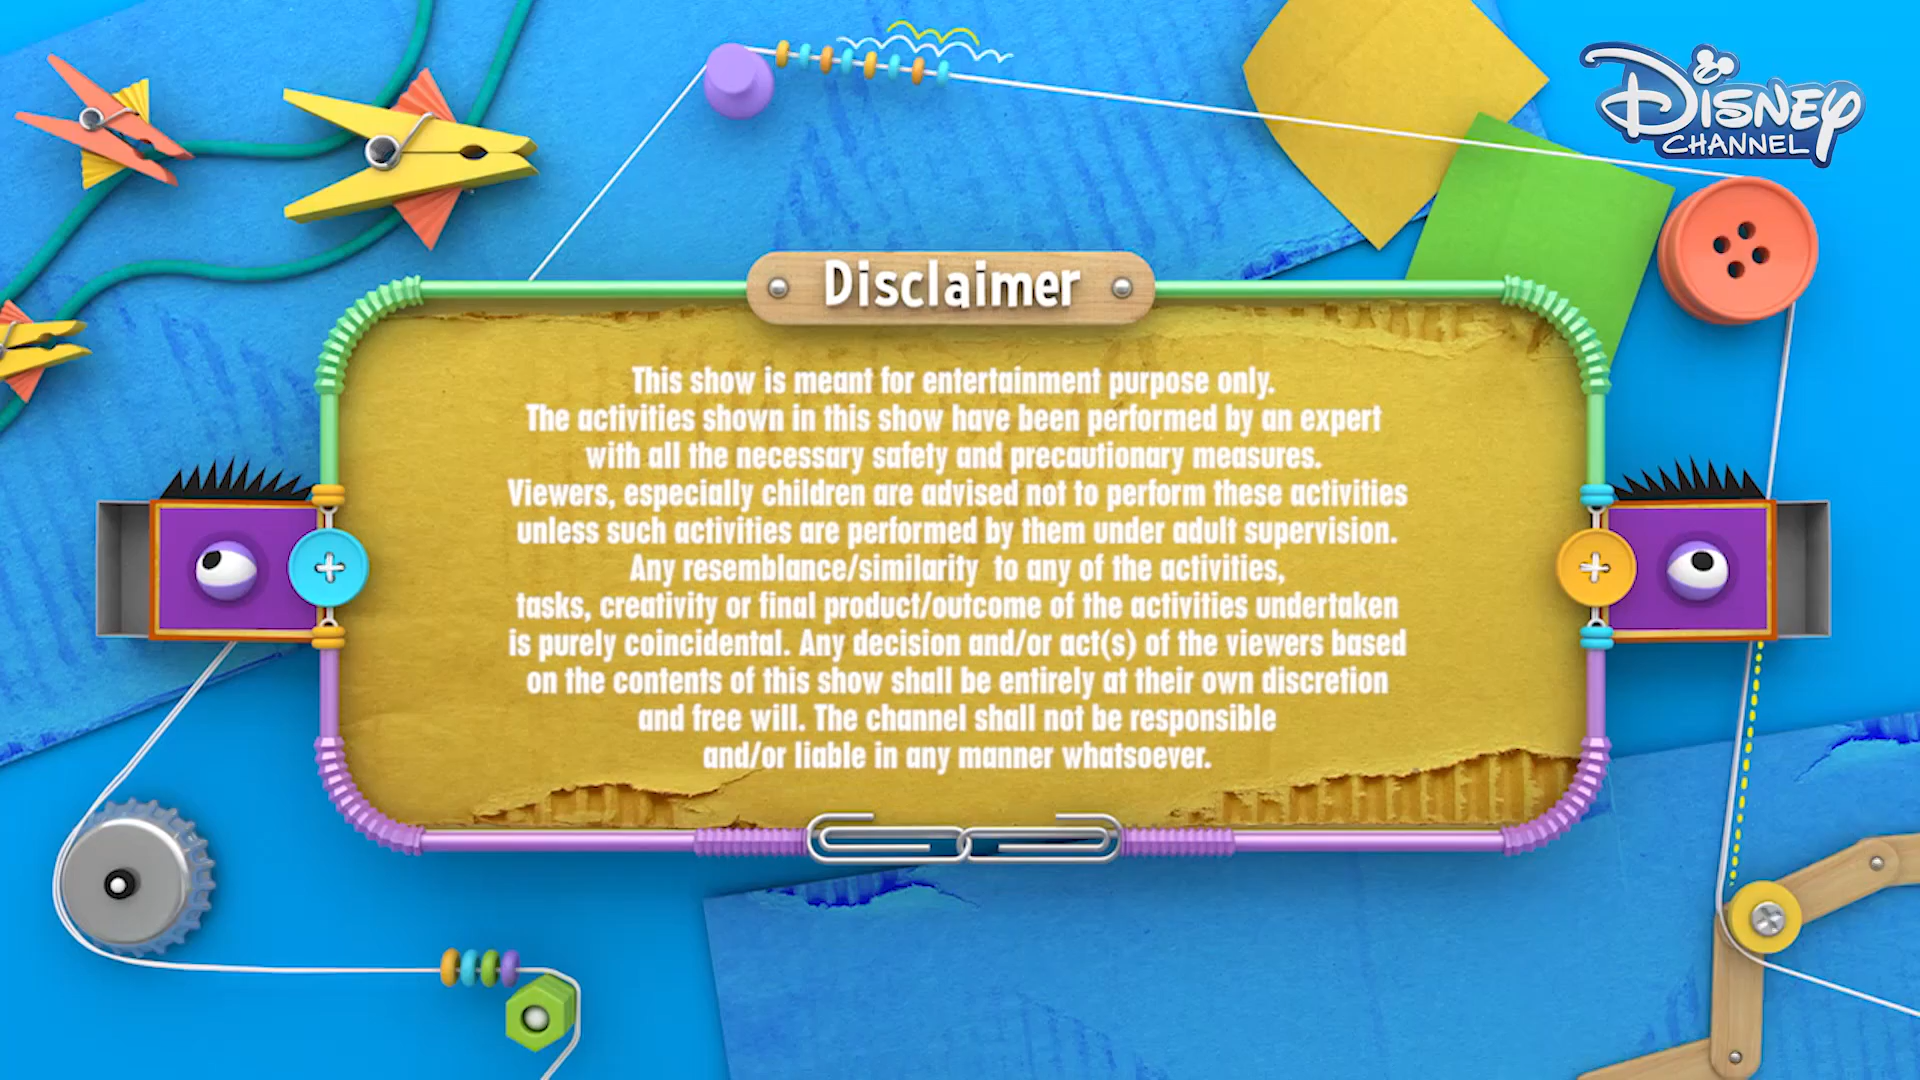 Disney
Channel
Disclaimer
This show is meant for entertainment purpose only.
The activities shown in this show have been performed by an expert
with all the necessary safety and precautionary measures.
Viewers, especially children are advised not to perform these activities
unless such activities are performed by them under adult supervision.
Any resemblance/similarity to any of the activities,
tasks, creativity or final product/outcome of the activities undertaken
is purely coincidental. Any decision and/or act(s) of the viewers based
on the contents of this show shall be entirely at their own discretion
and free will. The channel shall not be responsible
and/or liable in any manner whatsoever.